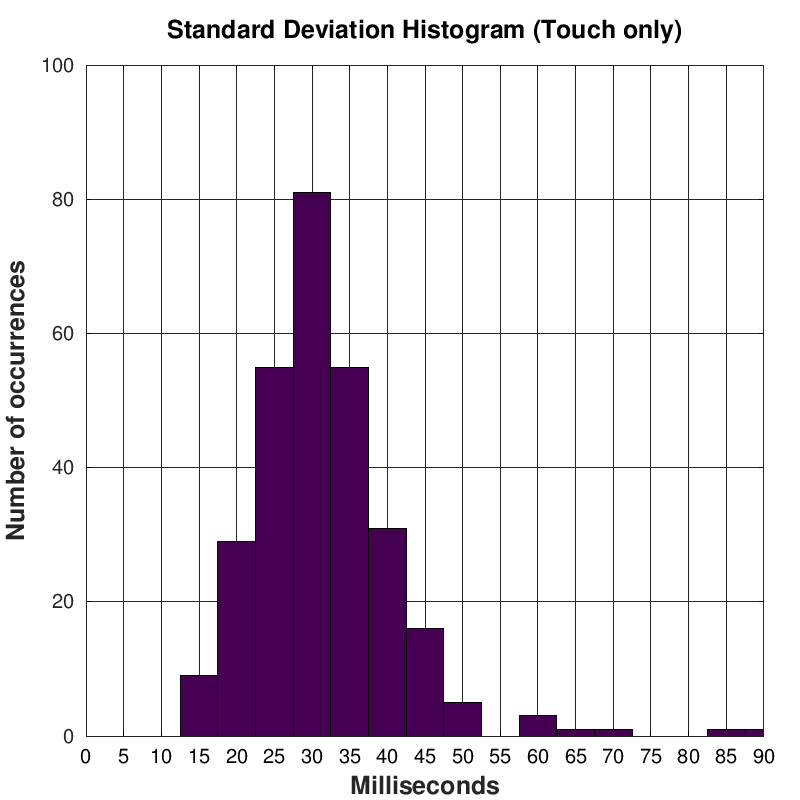 Standard Deviation Histogram (Touch only)
100
80
60
40
20
0
Number of occurrences
0 5 10 15 20 25 30 35 40 45 50 55 60 65 70 75 80 85 90
Milliseconds